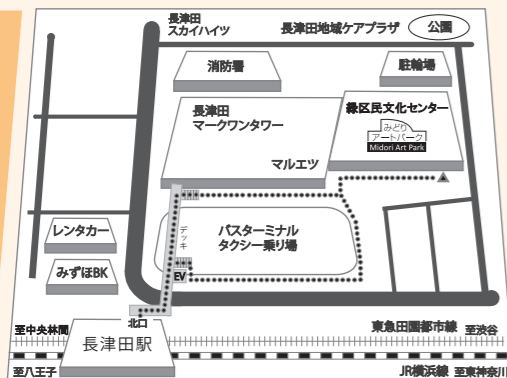 長津田
スカイハイツ
長津田地域ケアプラザ
公園
消防署
駐輪場
長津田
マークワンタワー
マルエツ
緑区民文化センター
みどり
アートパーク
Midori Art Park
レンタカー
みずほBK
デッキ
バスターミナル
タクシー乗り場
EV
北口
長津田駅
至中央林間
東急田園都市線 至渋谷
至八王子
JR横浜線 至東神奈川